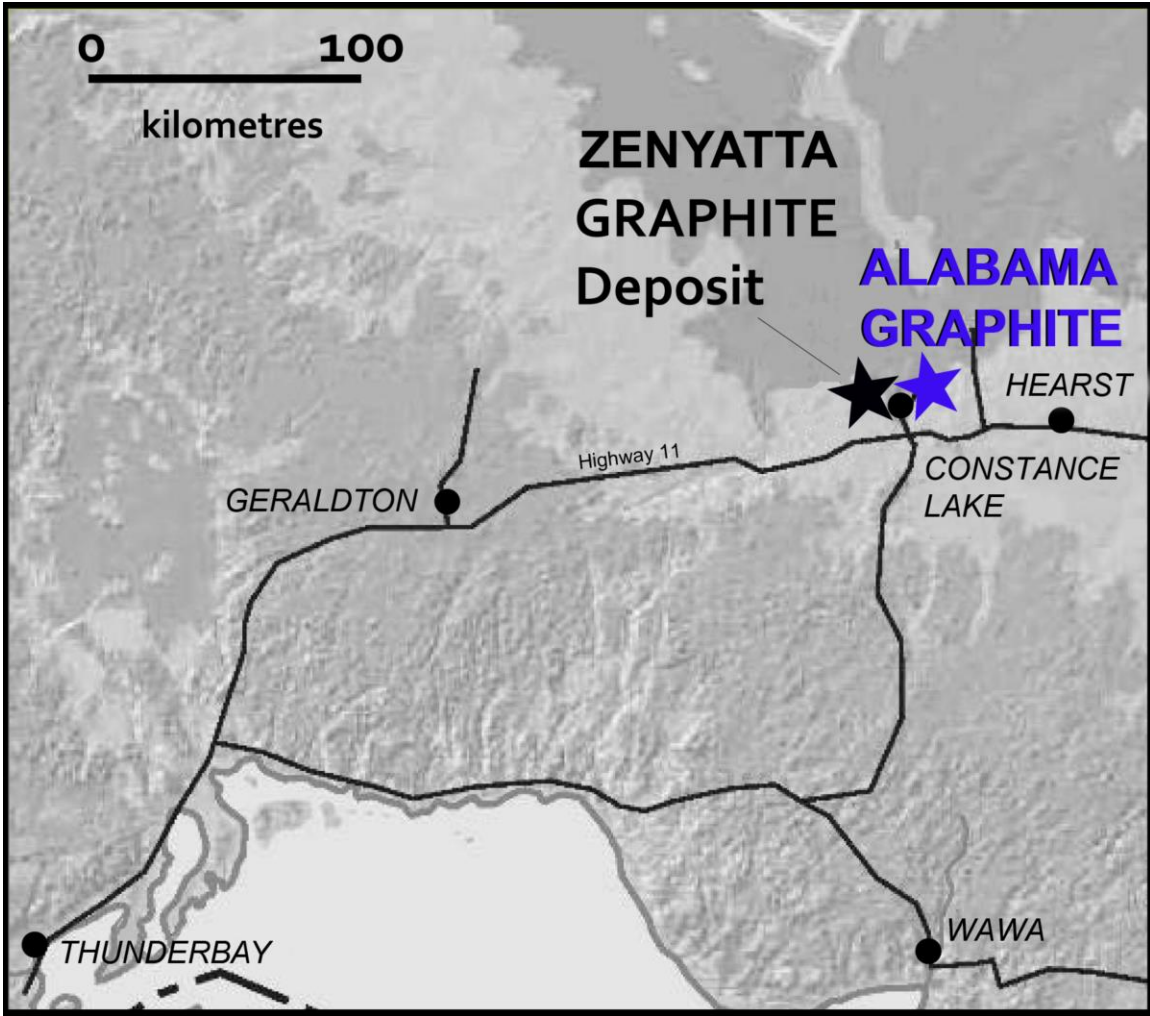 0 100
kilometres
ZENYATTA
GRAPHITE
Deposit
ALABAMA
GRAPHITE
HEARST
Highway 11
CONSTANCE
LAKE
GERALDTON
THUNDERBAY
WAWA